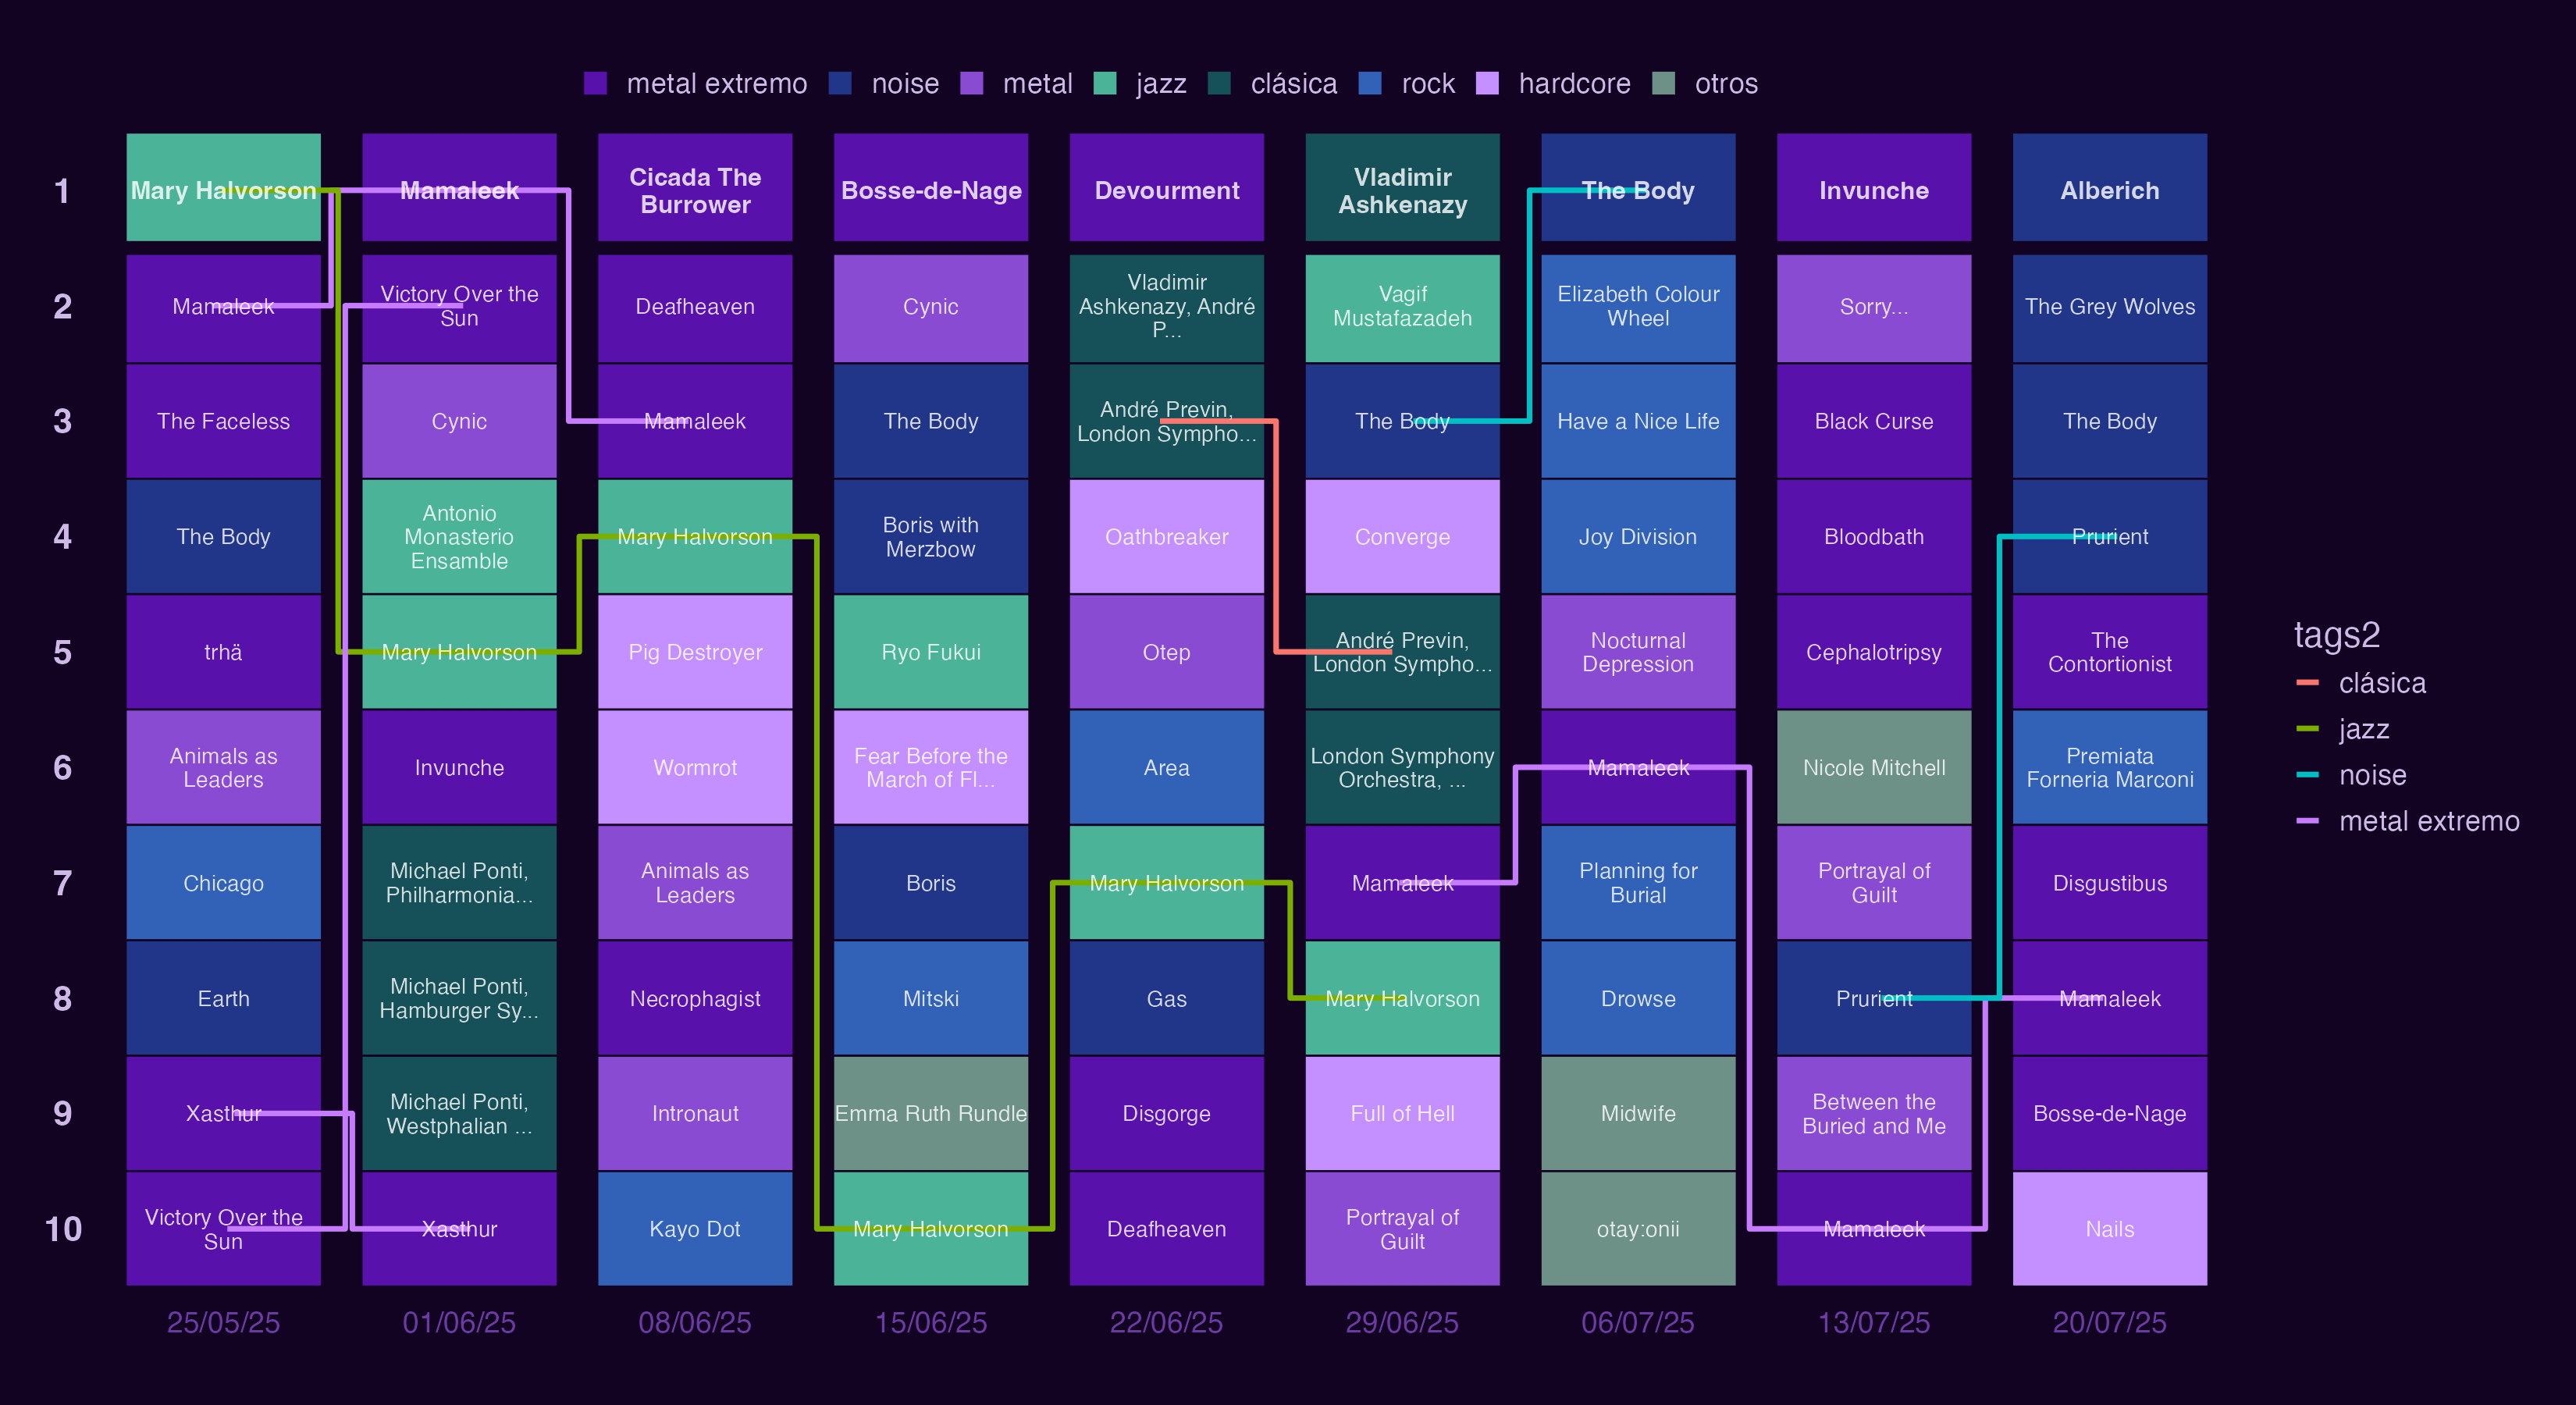 metal extremo noise metal jazz clásica rock hardcore otros
1
Mary Halvorson
Mamaleek
Cicada The
Burrower
Bosse-de-Nage
Devourment
Vladimir
Ashkenazy
The Body
Invunche
Alberich
2
Mamaleek
Victory Over the
Sun
Deafheaven
Cynic
Vladimir
Ashkenazy, André
P...
Vagif
Mustafazadeh
Elizabeth Colour
Wheel
Sorry...
The Grey Wolves
3
The Faceless
Cynic
Mamaleek
The Body
André Previn,
London Sympho...
The Body
Have a Nice Life
Black Curse
The Body
4
The Body
Antonio
Monasterio
Ensamble
Mary Halvorson
Boris with
Merzbow
Oathbreaker
Converge
Joy Division
Bloodbath
Prurient
5
trhä
Mary Halvorson
Pig Destroyer
Ryo Fukui
Otep
André Previn,
London Sympho...
Nocturnal
Depression
Cephalotripsy
The
Contortionist
6
Animals as
Leaders
Invunche
Wormrot
Fear Before the
March of Fl...
Area
London Symphony
Orchestra, ...
Mamaleek
Nicole Mitchell
Premiata
Forneria Marconi
7
Chicago
Michael Ponti,
Philharmonia...
Animals as
Leaders
Boris
Mary Halvorson
Mamaleek
Planning for
Burial
Portrayal of
Guilt
Disgustibus
8
Earth
Michael Ponti,
Hamburger Sy...
Necrophagist
Mitski
Gas
Mary Halvorson
Drowse
Prurient
Mamaleek
9
Xasthur
Michael Ponti,
Westphalian ...
Intronaut
Emma Ruth Rundle
Disgorge
Full of Hell
Midwife
Between the
Buried and Me
Bosse-de-Nage
10
Victory Over the
Sun
Xasthur
Kayo Dot
Mary Halvorson
Deafheaven
Portrayal of
Guilt
otay:onii
Mamaleek
Nails
25/05/25 01/06/25 08/06/25 15/06/25 22/06/25 29/06/25 06/07/25 13/07/25 20/07/25
tags2
clásica
jazz
noise
metal extremo